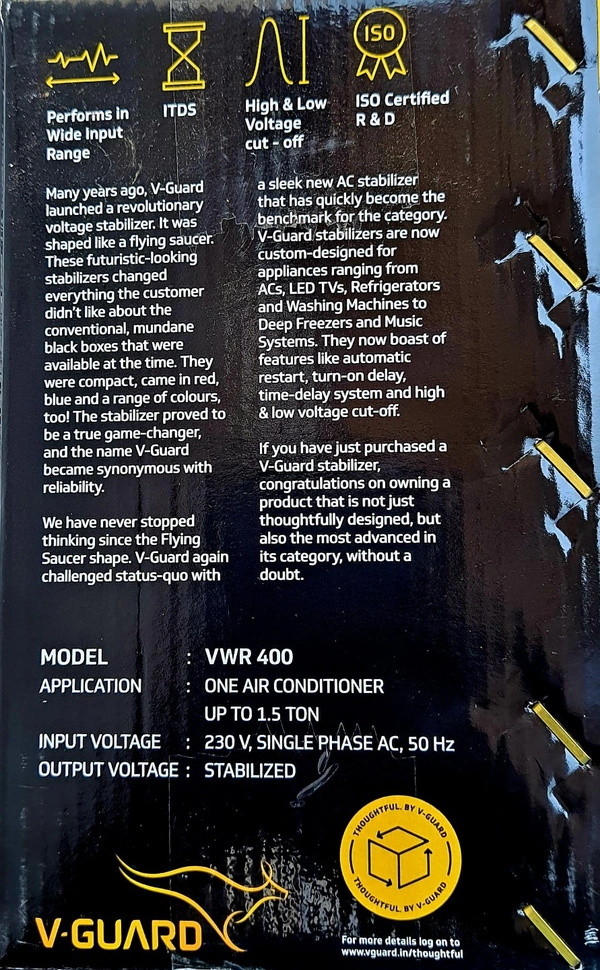 ISO
Performs in
Wide Input
Range
ITDS
High & Low
Voltage
cut - off
ISO Certified
R & D
Many years ago, V-Guard
launched a revolutionary
voltage stabilizer. It was
shaped like a flying saucer.
These futuristic-looking
stabilizers changed
everything the customer
didn't like about the
conventional, mundane
black boxes that were
available at the time. They
were compact, came in red,
blue and a range of colours,
too! The stabilizer proved to
be a true game-changer,
and the name V-Guard
became synonymous with
reliability.
We have never stopped
thinking since the Flying
Saucer shape. V-Guard again
challenged status-quo with
a sleek new AC stabilizer
that has quickly become the
benchmark for the category.
V-Guard stabilizers are now
custom-designed for
appliances ranging from
ACs, LED TVs, Refrigerators
and Washing Machines to
Deep Freezers and Music
Systems. They now boast of
features like automatic
restart, turn-on delay,
time-delay system and high
& low voltage cut-off.
If you have just purchased a
V-Guard stabilizer,
congratulations on owning a
product that is not just
thoughtfully designed, but
also the most advanced in
its category, without a
doubt.
MODEL : VWR 400
APPLICATION : ONE AIR CONDITIONER
UP TO 1.5 TON
INPUT VOLTAGE : 230 V, SINGLE PHASE AC, 50 Hz
OUTPUT VOLTAGE : STABILIZED
THOUGHTFUL. BY V-GUARD
THOUGHTFUL. BY V-GUARD
V-GUARD
For more details log on to
www.vguard.in/thoughtful